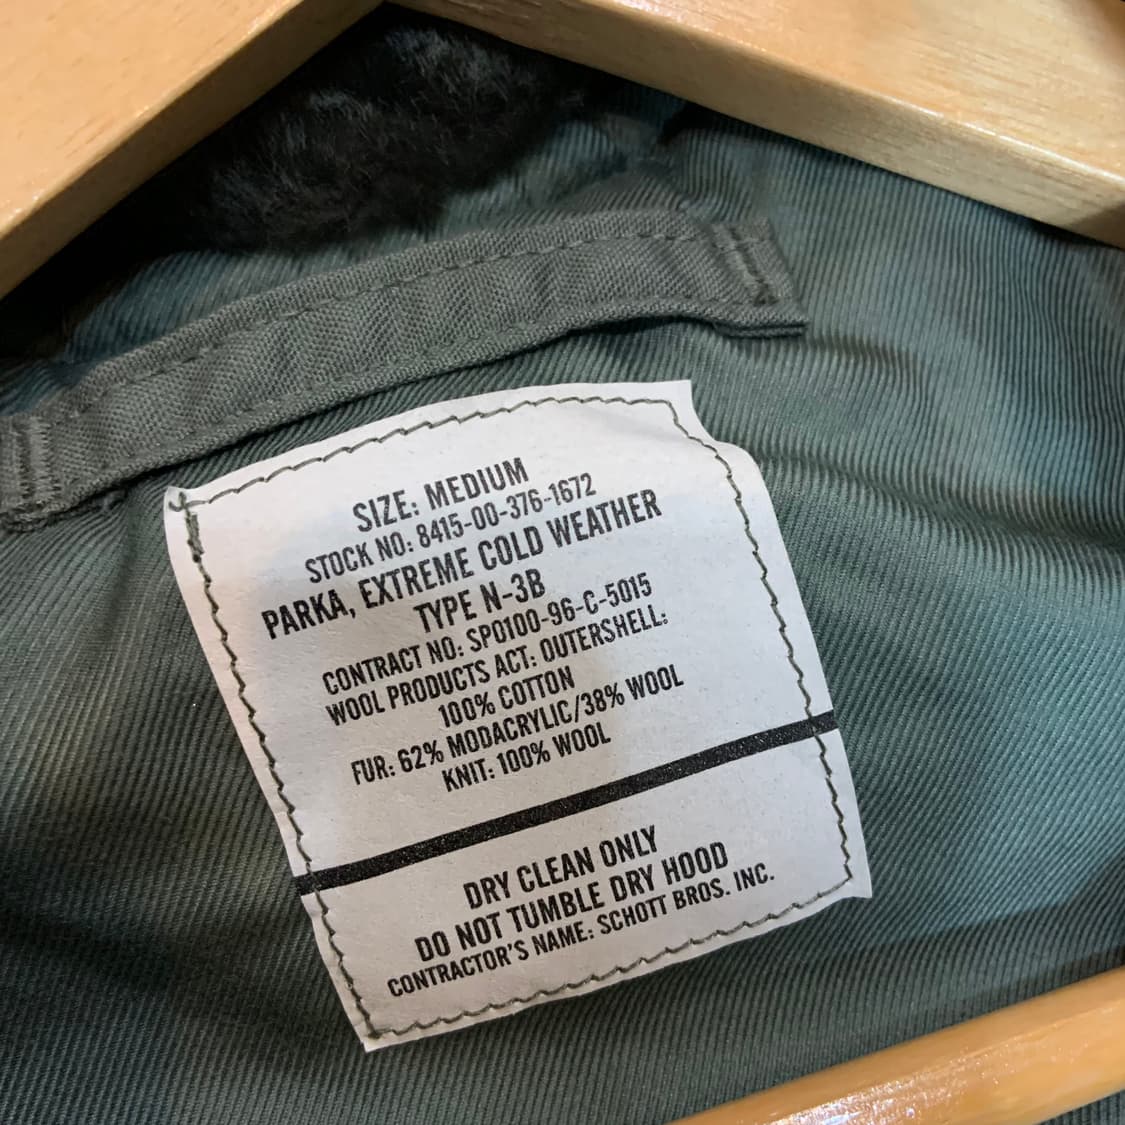 SIZE: MEDIUM
STOCK NO: 8415-00-376-1672
PARKA, EXTREME COLD WEATHER
TYPE N-3B
CONTRACT NO: SPO100-96-C-5015
WOOL PRODUCTS ACT: OUTERSHELL:
100% COTTON
FUR: 62% MODACRYLIC/38% WOOL
KNIT: 100% WOOL
DRY CLEAN ONLY
DO NOT TUMBLE DRY HOOD
CONTRACTOR'S NAME: SCHOTT BROS. INC.